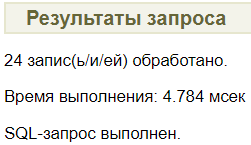 Результаты запроса
24 запис(ь/и/ей) обработано.
Время выполнения: 4.784 мсек
SQL-запрос выполнен.